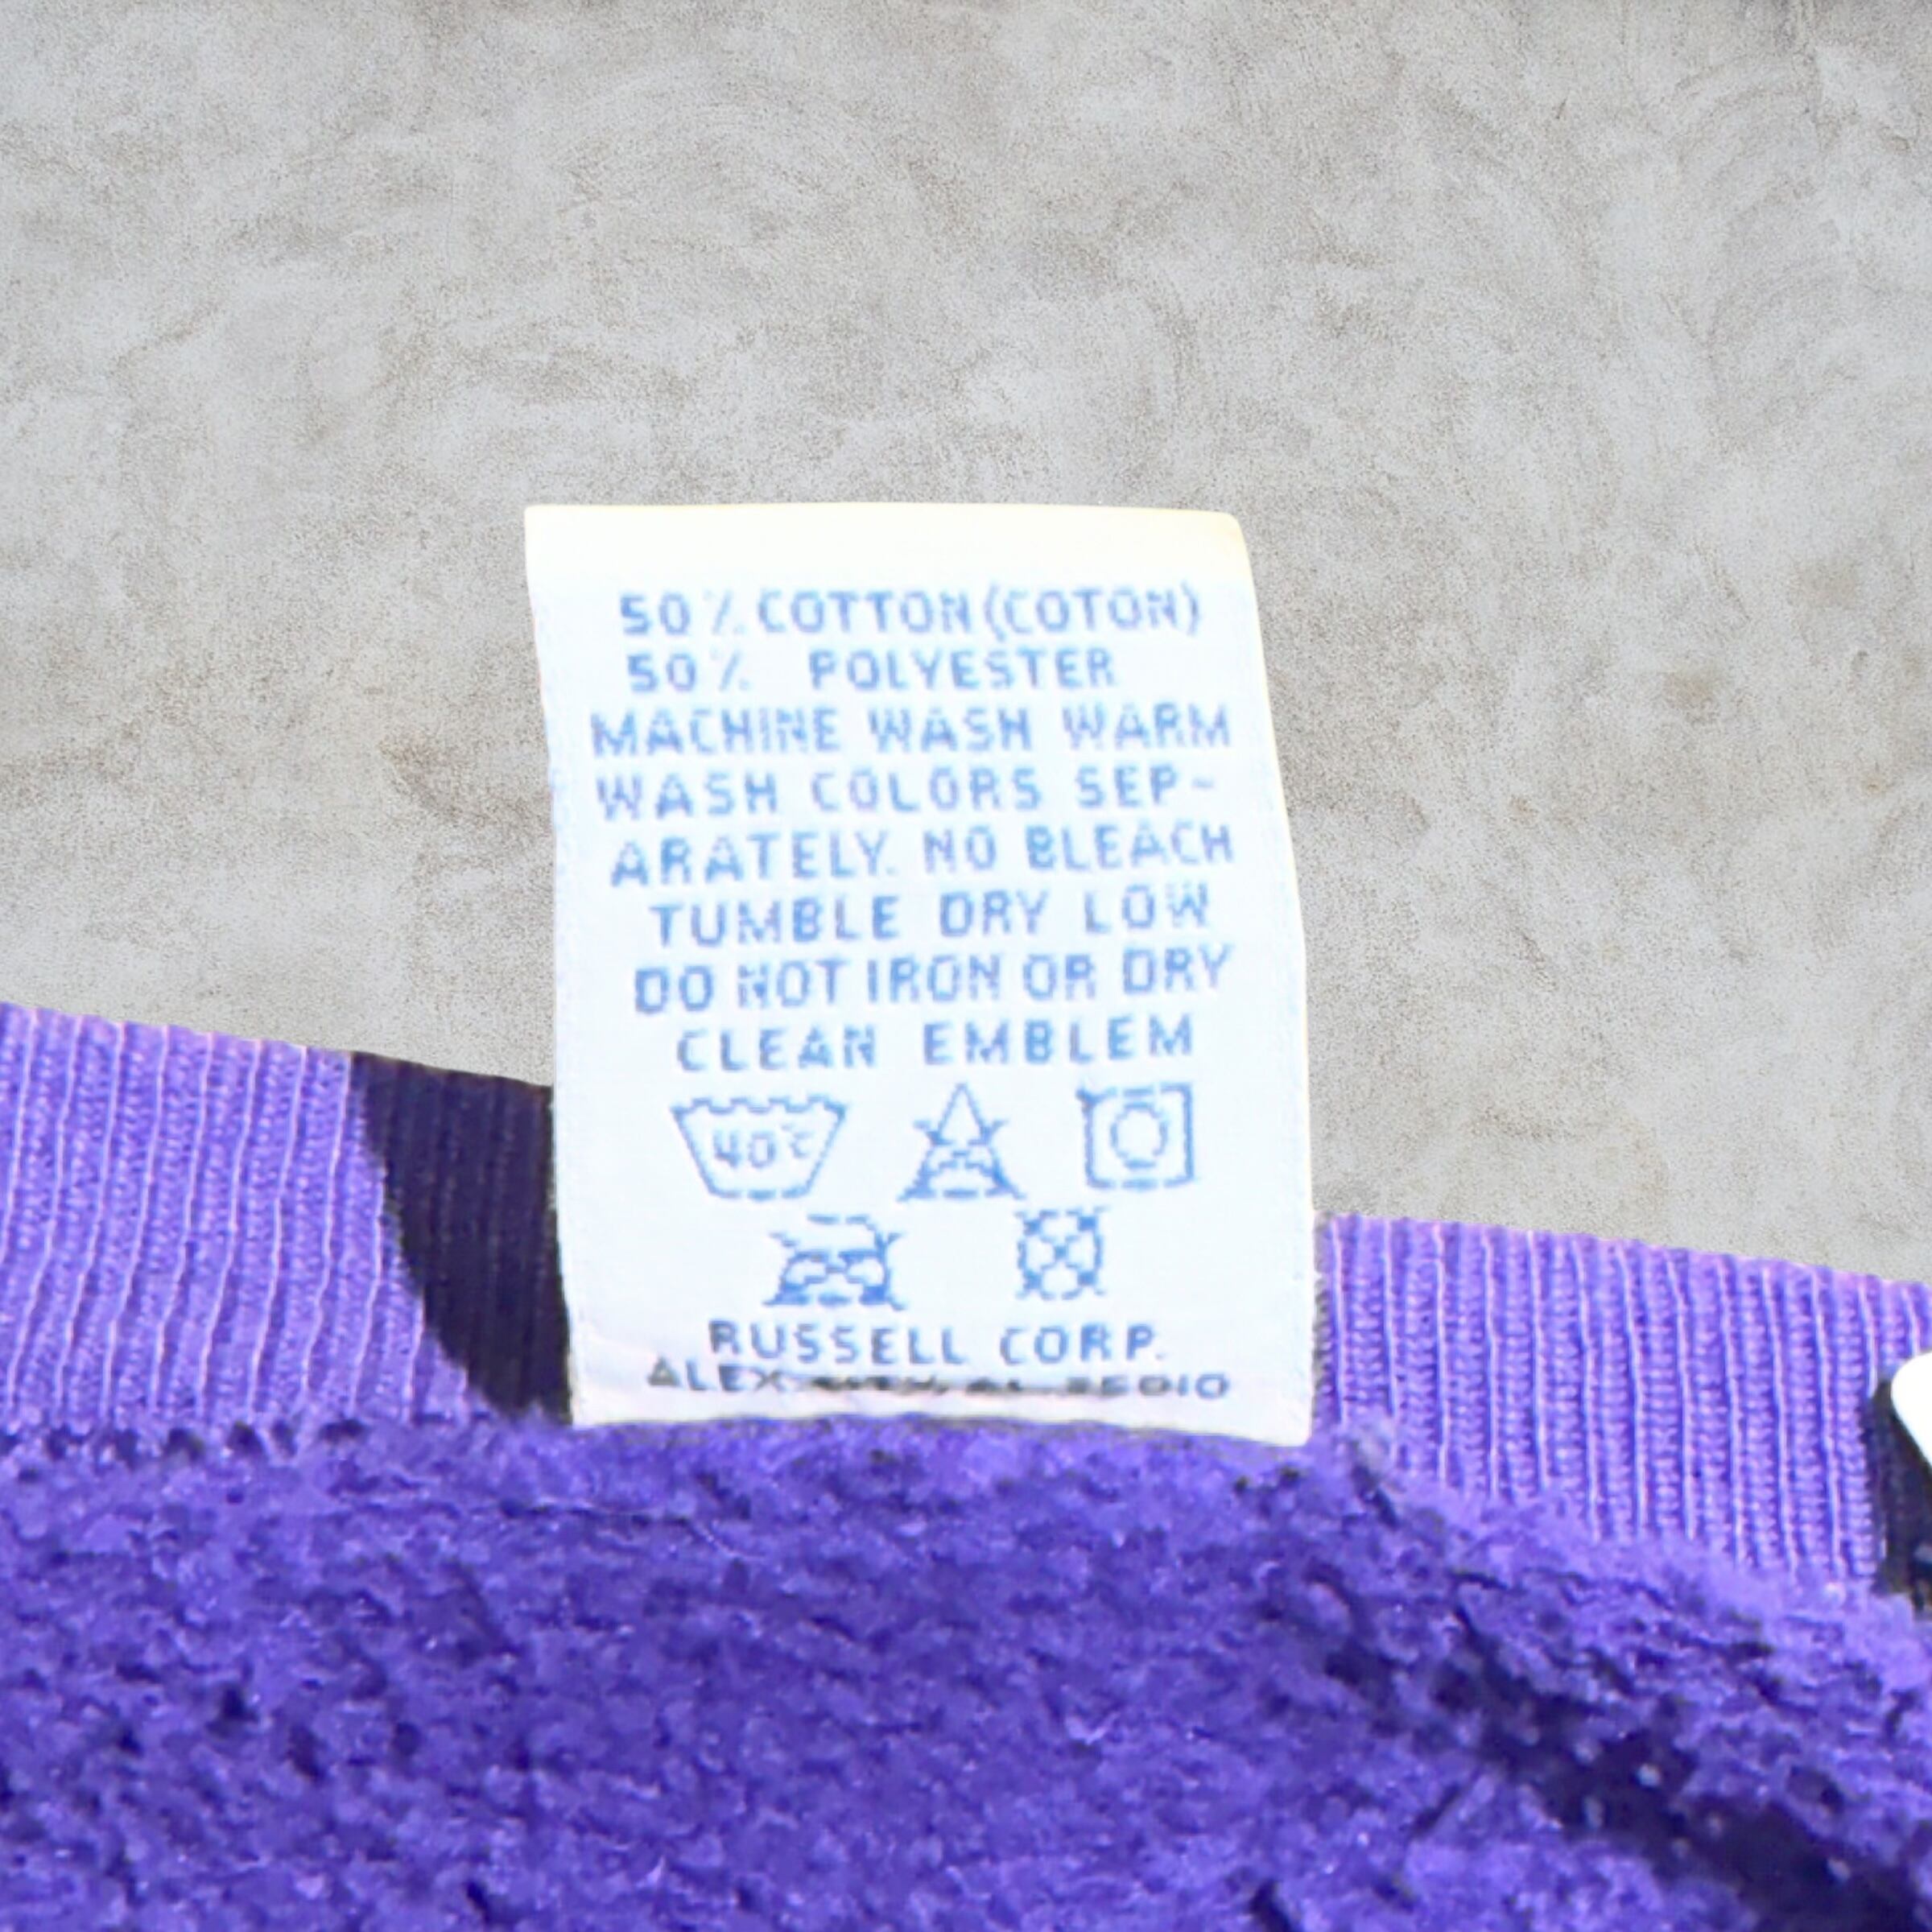 50% COTTON (COTON)
50% POLYESTER
MACHINE WASH WARM
WASH COLORS SEP-
ARATELY. NO BLEACH
TUMBLE DRY LOW
DO NOT IRON OR DRY
CLEAN EMBLEM
40°C
RUSSELL CORP.